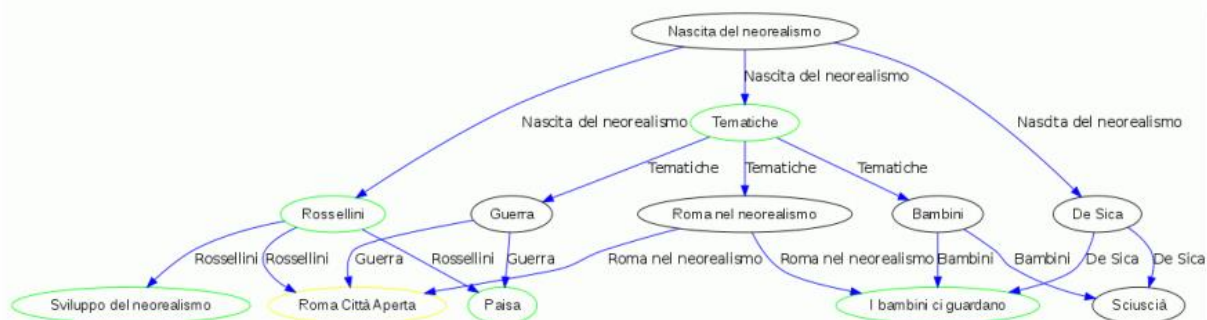 Nascita del neorealismo
Nascita del neorealismo
Nascita del neorealismo
Tematiche
Nascita del neorealismo
Tematiche
Tematiche
Tematiche
Rossellini
Guerra
Roma nel neorealismo
Bambini
De Sica
Rossellini
Rossellini
Guerra
Rossellini
Guerra
Roma nel neorealismo
Roma nel neorealismo
Bambini
Bambini
De Sica
De Sica
Sviluppo del neorealismo
Roma Città Aperta
Paisa
I bambini ci guardano
Sciuscià